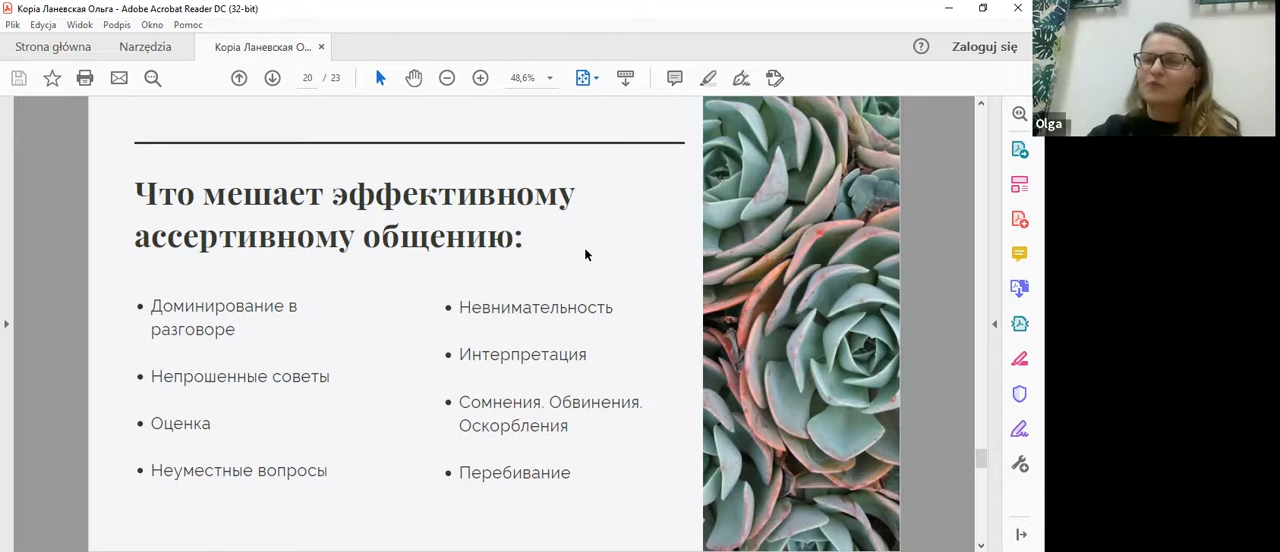 Копіа Ланевская Ольга - Adobe Acrobat Reader DC (32-bit)
Plik Edycja Widok Podpis Okno Pomoc
Strona główna Narzędzia Копіа Ланевская О... ×
Zaloguj się
20 / 23 48,6%
Olga
Что мешает эффективному
ассертивному общению:
• Доминирование в
разговоре
• Непрошенные советы
• Оценка
• Неуместные вопросы
• Невнимательность
• Интерпретация
• Сомнения. Обвинения.
Оскорбления
• Перебивание